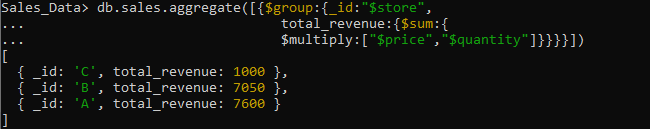 Sales_Data> db.sales.aggregate([{$group:{_id:"$store",
... total_revenue:{$sum:{
... $multiply:["$price","$quantity"]}}}}])
[
  { _id: 'C', total_revenue: 1000 },
  { _id: 'B', total_revenue: 7050 },
  { _id: 'A', total_revenue: 7600 }
]